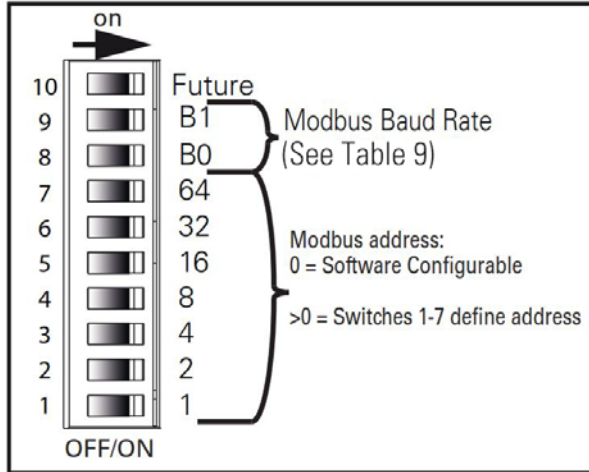 on
10 Future
9 B1
8 B0
Modbus Baud Rate
(See Table 9)
7 64
6 32
5 16
4 8
3 4
2 2
1 1
Modbus address:
0 = Software Configurable
>0 = Switches 1-7 define address
OFF/ON